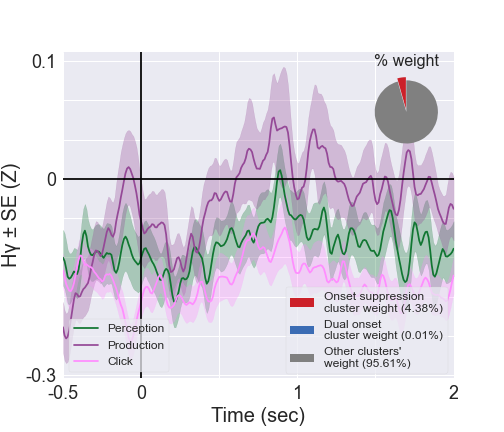 % weight
0.1
0
-0.3
Hγ ± SE (Z)
Perception
Production
Click
Onset suppression
cluster weight (4.38%)
Dual onset
cluster weight (0.01%)
Other clusters'
weight (95.61%)
-0.5
0
1
2
Time (sec)